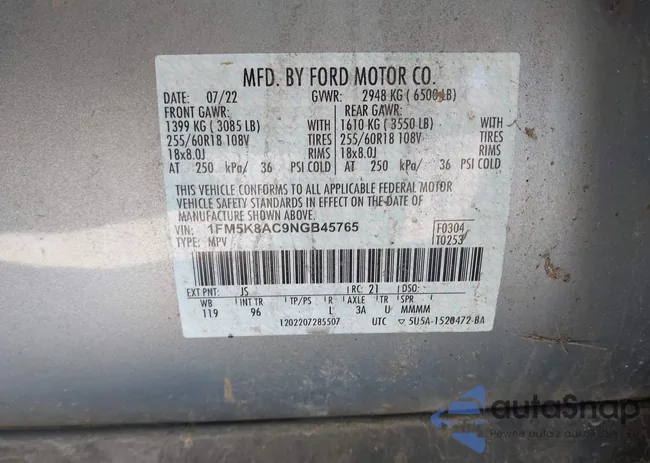 MFD. BY FORD MOTOR CO.
DATE: 07/22 GVWR: 2948 KG ( 6500 LB)
FRONT GAWR: REAR GAWR:
1399 KG ( 3085 LB) WITH 1610 KG ( 3550 LB) WITH
255/60R18 108V TIRES 255/60R18 108V TIRES
18x8.0J RIMS 18x8.0J RIMS
AT 250 kPa/ 36 PSI COLD AT 250 kPa/ 36 PSI COLD
THIS VEHICLE CONFORMS TO ALL APPLICABLE FEDERAL MOTOR
VEHICLE SAFETY STANDARDS IN EFFECT ON THE DATE OF
MANUFACTURE SHOWN ABOVE.
VIN: 1FM5K8AC9NGB45765 F0304
TYPE: MPV T0253
EXT PNT: JS RC: 21 DSO:
WB INT TR TP/PS R AXLE TR SPR
119 96 L 3A U MMMM
1202207285507 UTC ▽ 5U5A-1520472-BA
autoSnap
Pewne auta z aukcji